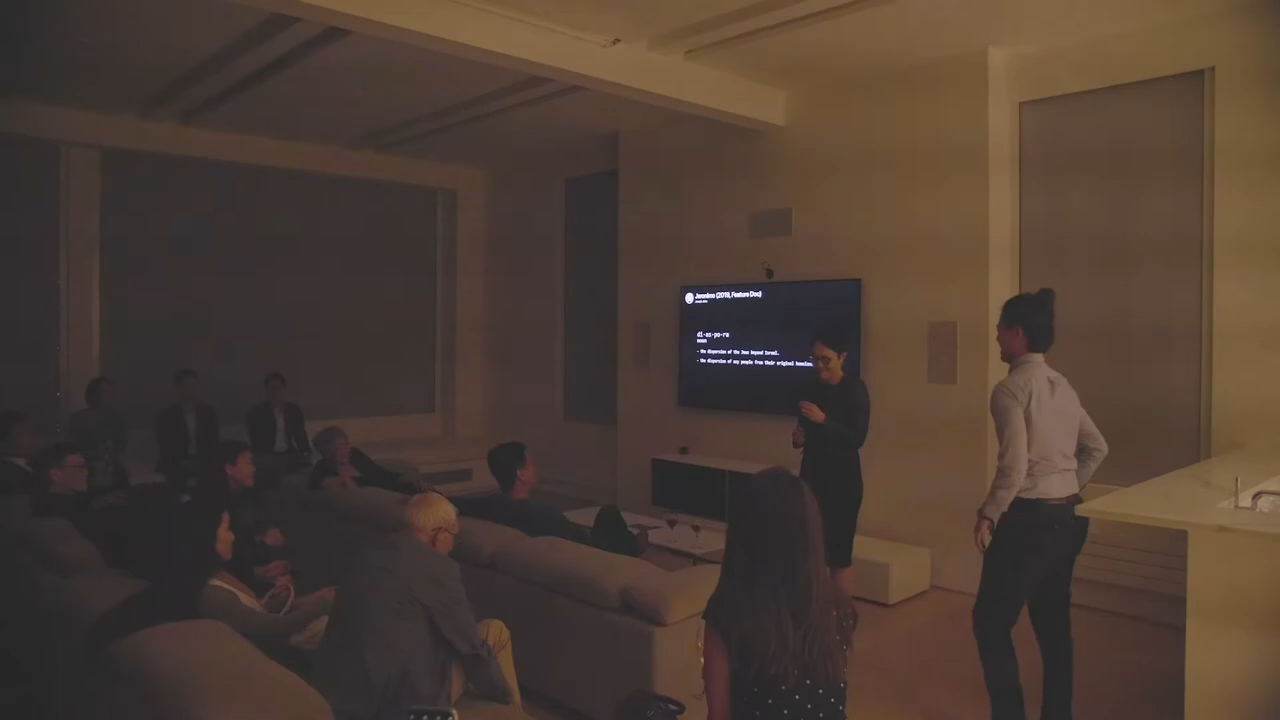 Jeronimo (2019, Feature Doc)
di·as·po·ra
noun
- the dispersion of the Jews beyond Israel.
- the dispersion of any people from their original homeland.